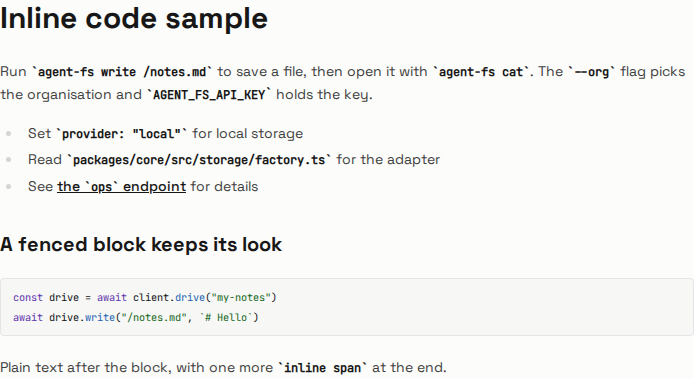 Inline code sample
Run `agent-fs write /notes.md` to save a file, then open it with `agent-fs cat`. The `--org` flag picks
the organisation and `AGENT_FS_API_KEY` holds the key.
Set `provider: "local"` for local storage
Read `packages/core/src/storage/factory.ts` for the adapter
See the `ops` endpoint for details
A fenced block keeps its look
const drive = await client.drive("my-notes")
await drive.write("/notes.md", `# Hello`)
Plain text after the block, with one more `inline span` at the end.